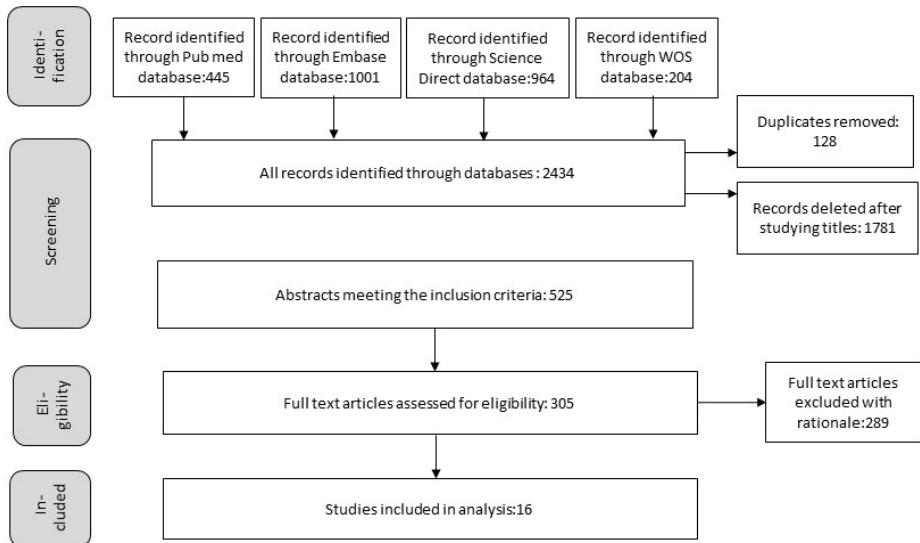 Identi-
fication
Record identified
through Pub med
database:445
Record identified
through Embase
database:1001
Record identified
through Science
Direct database:964
Record identified
through WOS
database:204
Screening
All records identified through databases : 2434
Duplicates removed:
128
Records deleted after
studying titles: 1781
Abstracts meeting the inclusion criteria: 525
Eli-
gibility
Full text articles assessed for eligibility: 305
Full text articles
excluded with
rationale:289
In-
cluded
Studies included in analysis:16